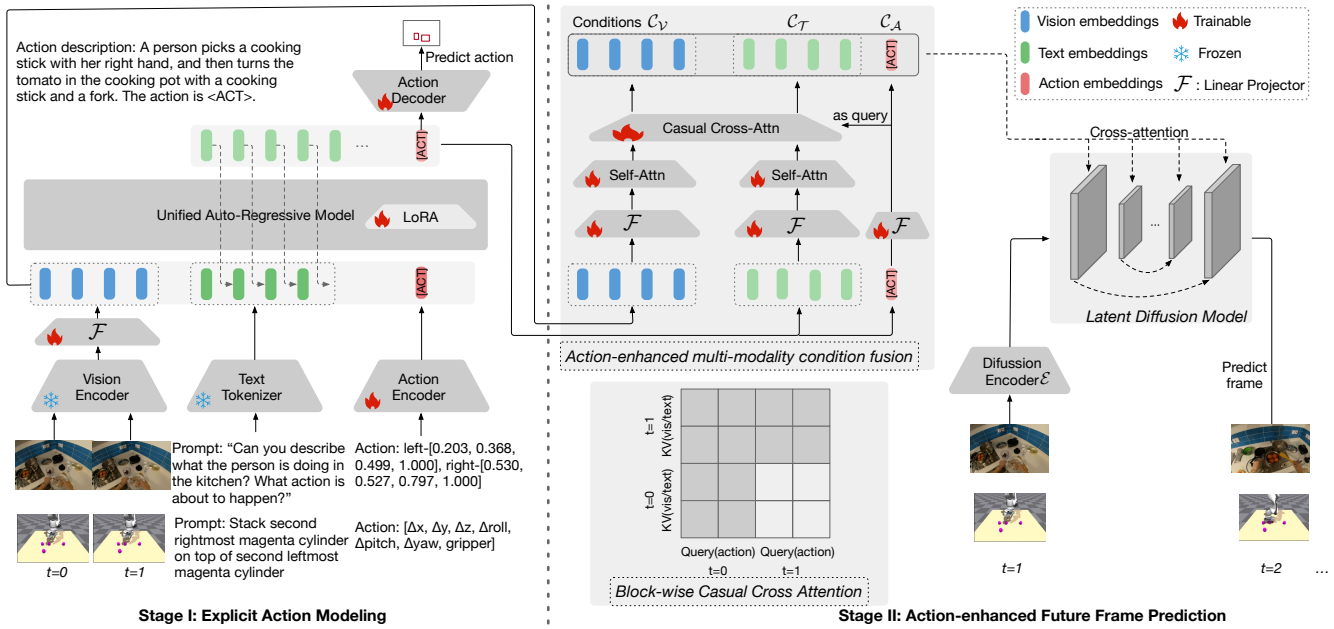 Action description: A person picks a cooking
stick with her right hand, and then turns the
tomato in the cooking pot with a cooking
stick and a fork. The action is <ACT>.
Predict action
Action
Decoder
...
[ACT]
Unified Auto-Regressive Model
LoRA
[ACT]
F
Vision
Encoder
Text
Tokenizer
Action
Encoder
Prompt: “Can you describe
what the person is doing in
the kitchen? What action is
about to happen?”
Action: left-[0.203, 0.368,
0.499, 1.000], right-[0.530,
0.527, 0.797, 1.000]
Prompt: Stack second
rightmost magenta cylinder
on top of second leftmost
magenta cylinder
Action: [Δx, Δy, Δz, Δroll,
Δpitch, Δyaw, gripper]
t=0
t=1
Stage I: Explicit Action Modeling
Conditions C_V
C_T
C_A
[ACT]
Casual Cross-Attn
as query
Self-Attn
Self-Attn
F
F
F
[ACT]
Action-enhanced multi-modality condition fusion
t=1
KV(vis/text)
t=0
KV(vis/text)
Query(action)
t=0
Query(action)
t=1
Block-wise Casual Cross Attention
Vision embeddings
Trainable
Text embeddings
Frozen
Action embeddings
F : Linear Projector
Cross-attention
...
Latent Diffusion Model
Difussion
Encoder E
Predict
frame
t=1
t=2
...
Stage II: Action-enhanced Future Frame Prediction